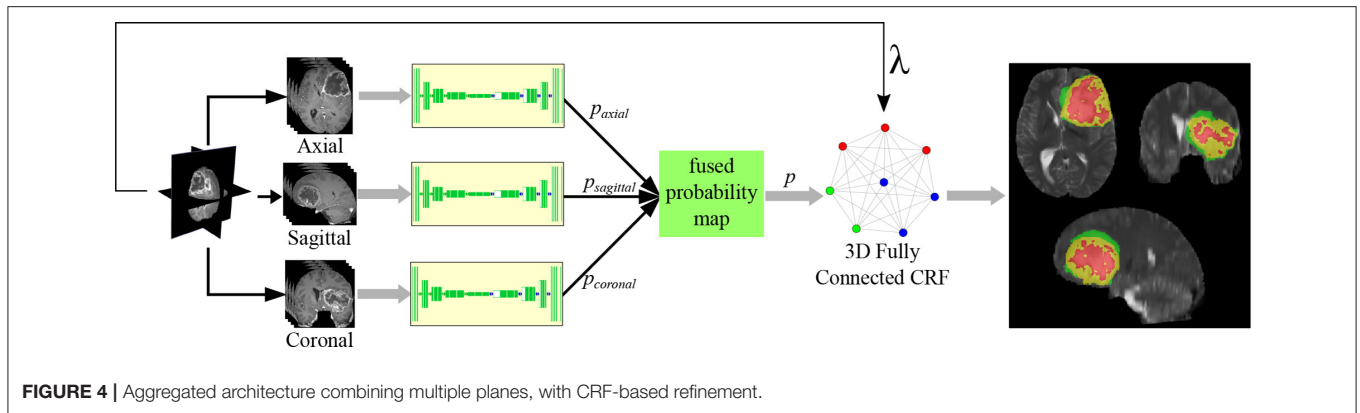 λ
Axial
Sagittal
Coronal
p_axial
p_sagittal
p_coronal
fused
probability
map
p
3D Fully
Connected CRF
FIGURE 4 | Aggregated architecture combining multiple planes, with CRF-based refinement.